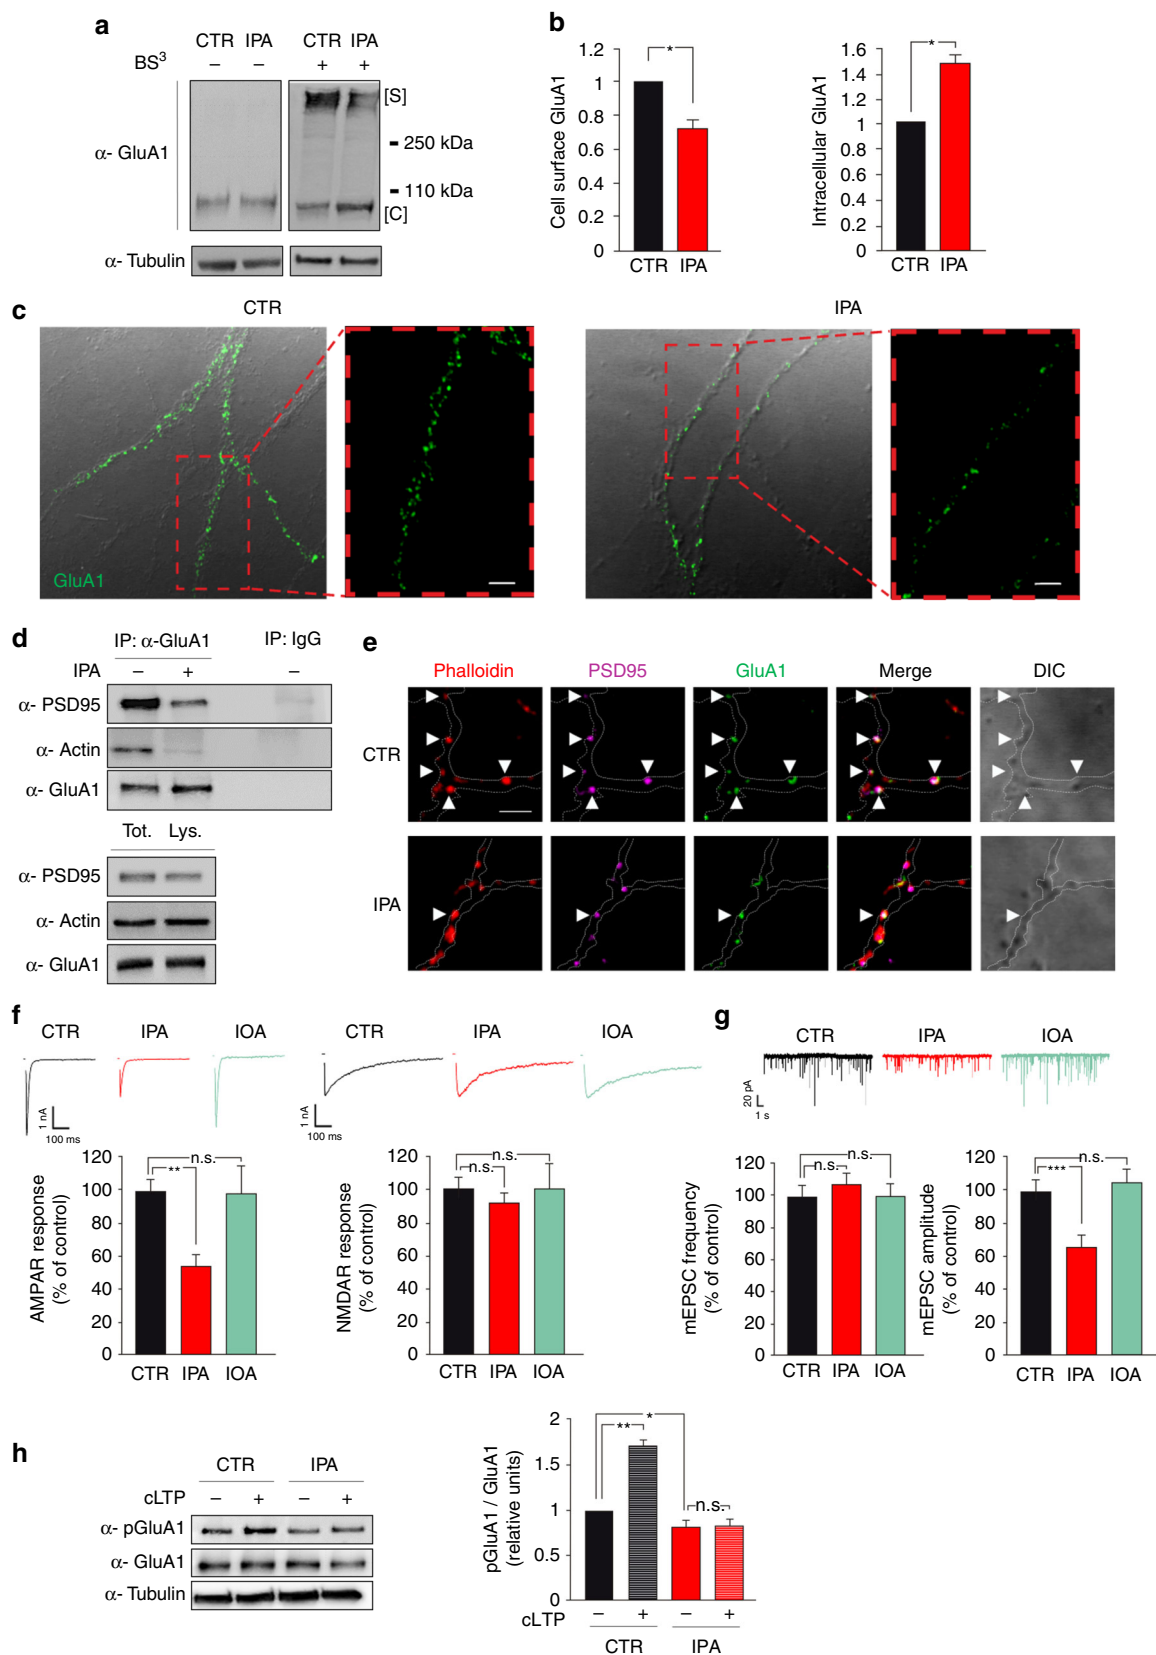 a
CTR IPA CTR IPA
BS3 – – + +
[S]
250 kDa
α- GluA1
110 kDa
[C]
α- Tubulin
b
1.2
1
0.8
0.6
0.4
0.2
0
Cell surface GluA1
*
CTR IPA
1.6
1.4
1.2
1
0.8
0.6
0.4
0.2
0
Intracellular GluA1
*
CTR IPA
c
CTR
IPA
GluA1
d
IP: α-GluA1 IP: IgG
IPA – + –
α- PSD95
α- Actin
α- GluA1
Tot. Lys.
α- PSD95
α- Actin
α- GluA1
e
Phalloidin PSD95 GluA1 Merge DIC
CTR
IPA
f
CTR IPA IOA
1 nA
100 ms
CTR IPA IOA
1 nA
100 ms
120
100
80
60
40
20
0
AMPAR response
(% of control)
n.s.
**
CTR IPA IOA
120
100
80
60
40
20
0
NMDAR response
(% of control)
n.s.
n.s.
CTR IPA IOA
g
CTR IPA IOA
20 pA
1 s
120
100
80
60
40
20
0
mEPSC frequency
(% of control)
n.s.
n.s.
CTR IPA IOA
120
100
80
60
40
20
0
mEPSC amplitude
(% of control)
n.s.
***
CTR IPA IOA
h
CTR IPA
cLTP – + – +
α- pGluA1
α- GluA1
α- Tubulin
2
1.5
1
0.5
0
pGluA1 / GluA1
(relative units)
*
**
n.s.
cLTP – + – +
CTR IPA